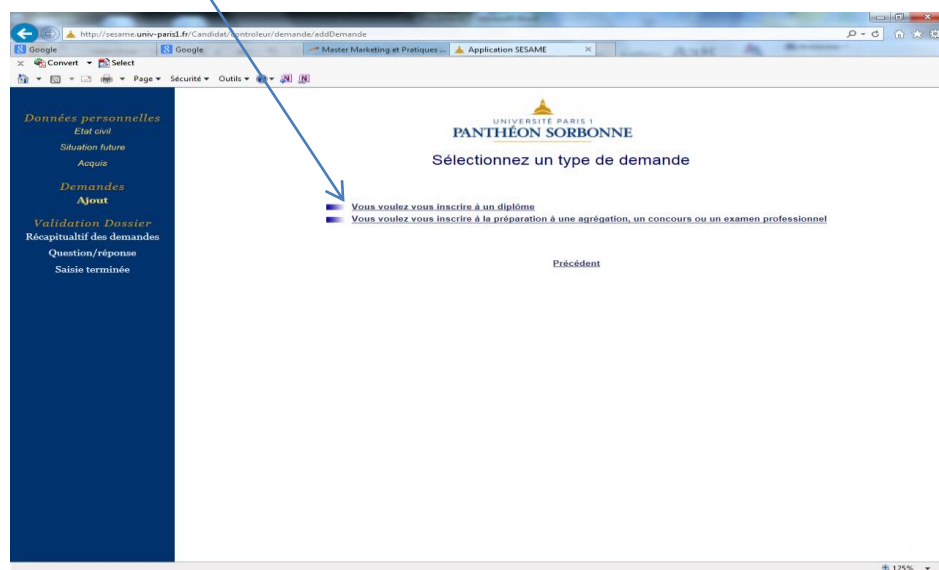 http://sesame.univ-paris1.fr/Candidat/controleur/demande/addDemande
Google
Google
Master Marketing et Pratiques ...
Application SESAME
Convert
Select
Page
Sécurité
Outils
Données personnelles
Etat civil
Situation future
Acquis
Demandes
Ajout
Validation Dossier
Récapitualtif des demandes
Question/réponse
Saisie terminée
UNIVERSITÉ PARIS 1
PANTHÉON SORBONNE
Sélectionnez un type de demande
Vous voulez vous inscrire à un diplôme
Vous voulez vous inscrire à la préparation à une agrégation, un concours ou un examen professionnel
Précédent
125%